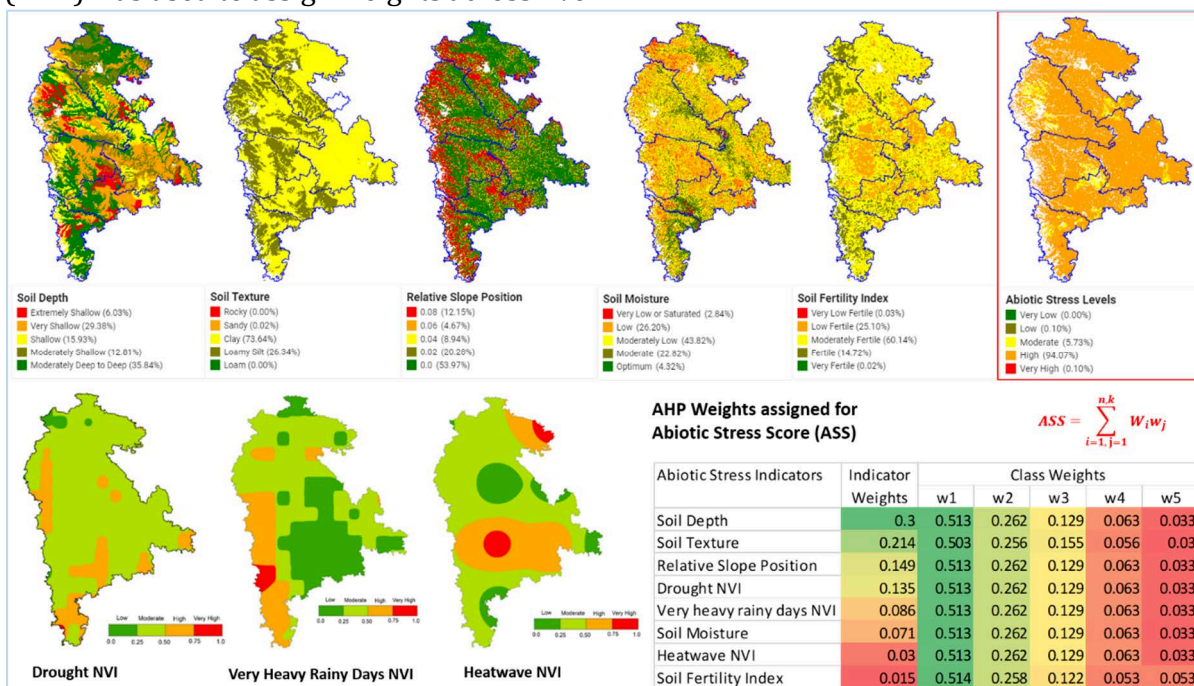 Soil Depth
Extremely Shallow (6.03%)
Very Shallow (29.38%)
Shallow (15.93%)
Moderately Shallow (12.81%)
Moderately Deep to Deep (35.84%)
Soil Texture
Rocky (0.00%)
Sandy (0.02%)
Clay (73.64%)
Loamy Silt (26.34%)
Loam (0.00%)
Relative Slope Position
0.08 (12.15%)
0.06 (4.67%)
0.04 (8.94%)
0.02 (20.28%)
0.0 (53.97%)
Soil Moisture
Very Low or Saturated (2.84%)
Low (26.20%)
Moderately Low (43.82%)
Moderate (22.82%)
Optimum (4.32%)
Soil Fertility Index
Very Low Fertile (0.03%)
Low Fertile (25.10%)
Moderately Fertile (60.14%)
Fertile (14.72%)
Very Fertile (0.02%)
Abiotic Stress Levels
Very Low (0.00%)
Low (0.10%)
Moderate (5.73%)
High (94.07%)
Very High (0.10%)
Low Moderate High Very High
0.0 0.25 0.50 0.75 1.0
Drought NVI
Low Moderate High Very High
0.0 0.25 0.50 0.75 1.0
Very Heavy Rainy Days NVI
Low Moderate High Very High
0.0 0.25 0.50 0.75 1.0
Heatwave NVI
AHP Weights assigned for
Abiotic Stress Score (ASS)
ASS = ∑ n,k i=1, j=1 W i w j
Abiotic Stress Indicators Indicator Weights Class Weights
w1 w2 w3 w4 w5
Soil Depth 0.3 0.513 0.262 0.129 0.063 0.033
Soil Texture 0.214 0.503 0.256 0.155 0.056 0.03
Relative Slope Position 0.149 0.513 0.262 0.129 0.063 0.033
Drought NVI 0.135 0.513 0.262 0.129 0.063 0.033
Very heavy rainy days NVI 0.086 0.513 0.262 0.129 0.063 0.033
Soil Moisture 0.071 0.513 0.262 0.129 0.063 0.033
Heatwave NVI 0.03 0.513 0.262 0.129 0.063 0.033
Soil Fertility Index 0.015 0.514 0.258 0.122 0.053 0.053